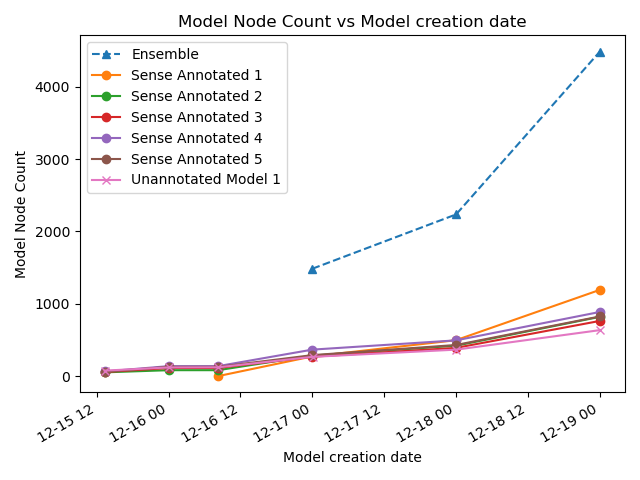 Model Node Count vs Model creation date
Ensemble
Sense Annotated 1
Sense Annotated 2
Sense Annotated 3
Sense Annotated 4
Sense Annotated 5
Unannotated Model 1
Model Node Count
4000
3000
2000
1000
0
12-15 12
12-16 00
12-16 12
12-17 00
12-17 12
12-18 00
12-18 12
12-19 00
Model creation date